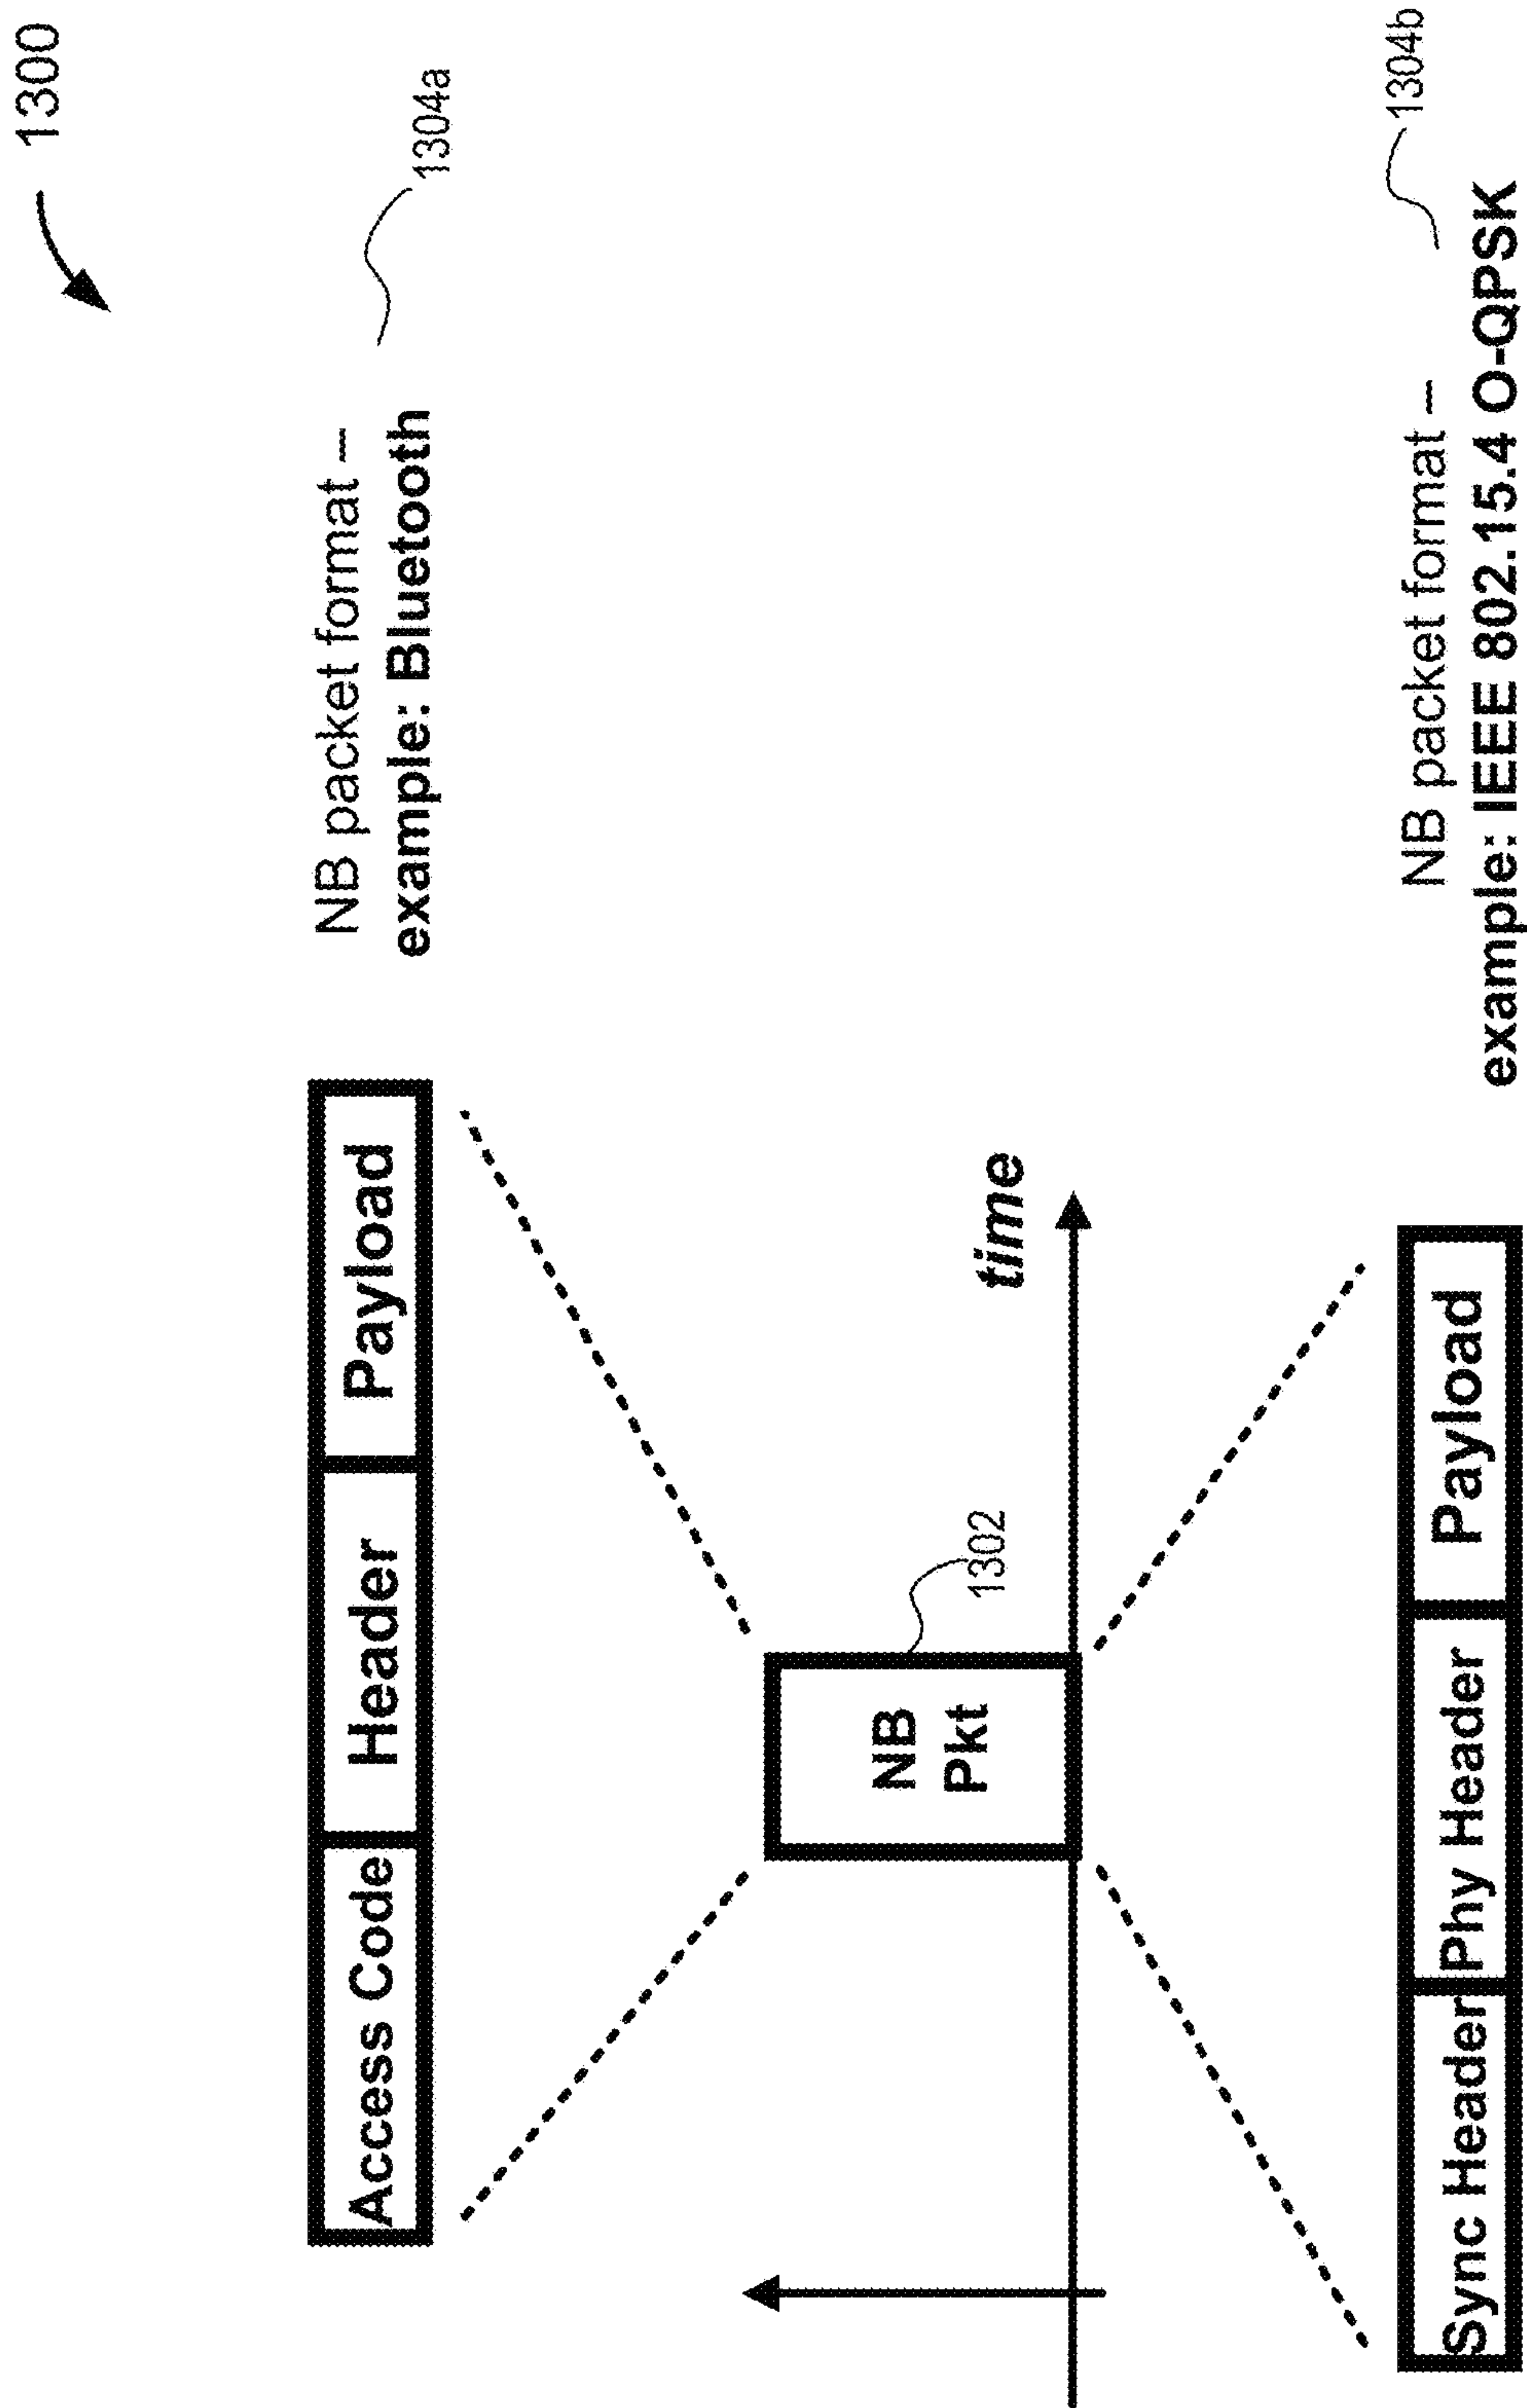 1300
Access Code Header Payload
NB packet format –
example: Bluetooth
1304a
NB
Pkt
1302
time
Sync Header Phy Header Payload
NB packet format –
example: IEEE 802.15.4 O-QPSK
1304b